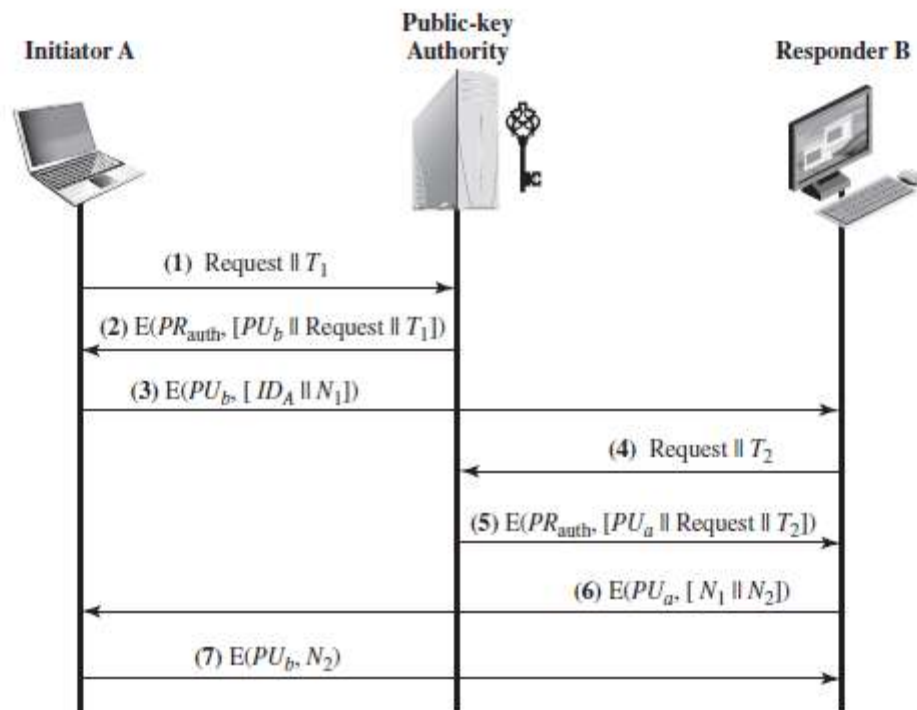 Initiator A
Public-key
Authority
Responder B
(1) Request || T₁
(2) E(PRauth, [PUb || Request || T₁])
(3) E(PUb, [ IDA || N₁])
(4) Request || T₂
(5) E(PRauth, [PUa || Request || T₂])
(6) E(PUa, [ N₁ || N₂])
(7) E(PUb, N₂)